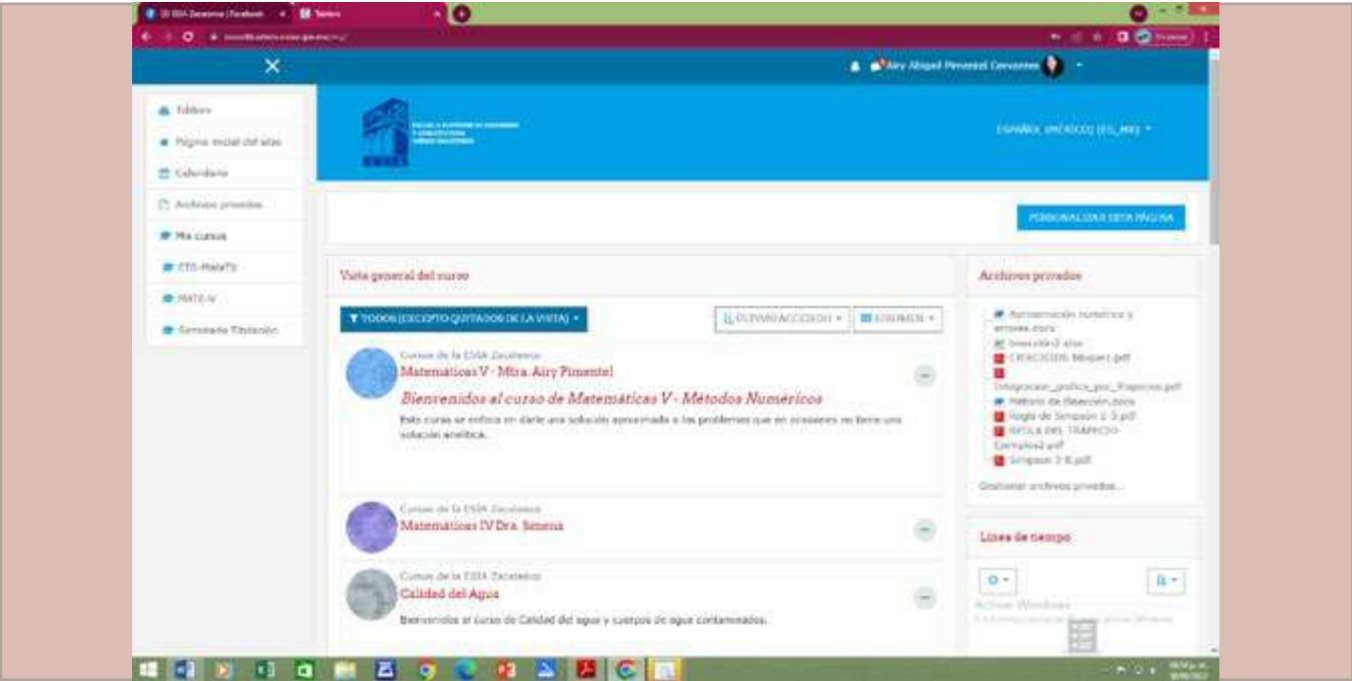 (2) ESIA Zacatenco | Facebook
Tablero
Airy Abigail Pimentel Cervantes
Tablero
Página inicial del sitio
Calendario
Archivos privados
Mis cursos
MATE-V
Seminario Titulación
ESPAÑOL (MÉXICO) (ES_MX)
PERSONALIZAR ESTA PÁGINA
Vista general del curso
TODOS (EXCEPTO QUITADOS DE LA VISTA)
ÚLTIMO ACCEDIDO
RESUMEN
Cursos de la ESIA Zacatenco
Matemáticas V - Mtra. Airy Pimentel
Bienvenidos al curso de Matemáticas V - Métodos Numéricos
Este curso se enfoca en darle una solución aproximada a los problemas que en ocasiones no tiene una
solución analítica.
Cursos de la ESIA Zacatenco
Matemáticas IV Dra. Jimena
Cursos de la ESIA Zacatenco
Calidad del Agua
Bienvenidos al curso de Calidad del agua y cuerpos de agua contaminados.
Archivos privados
Aproximación numérica y
errores.docx
EJERCICIOS bloque1.pdf
Integracion_grafica_por_Trapecios.pdf
Método de Bisección.docx
Regla de Simpson 1-3.pdf
REGLA DEL TRAPECIO-
Ejemplos2.pdf
Simpson 3-8.pdf
Gestionar archivos privados...
Línea de tiempo
Activar Windows